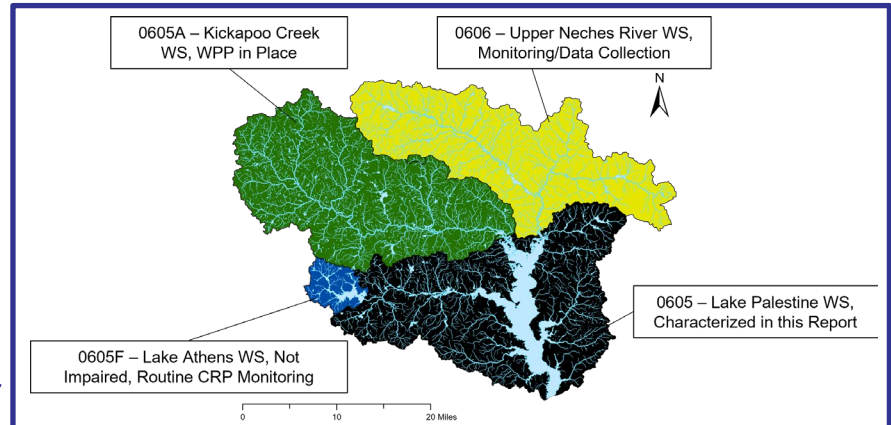 0605A – Kickapoo Creek
WS, WPP in Place
0606 – Upper Neches River WS,
Monitoring/Data Collection
N
0605 – Lake Palestine WS,
Characterized in this Report
0605F – Lake Athens WS, Not
Impaired, Routine CRP Monitoring
0 10 20 Miles